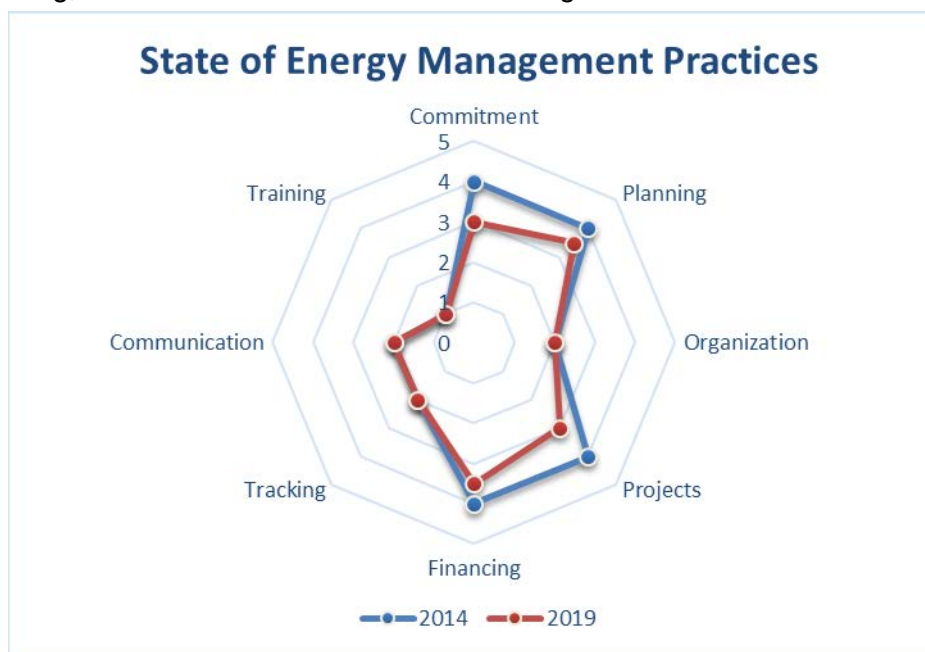 State of Energy Management Practices
Commitment
5
4
3
2
1
0
Planning
Organization
Projects
Financing
Tracking
Communication
Training
2014
2019